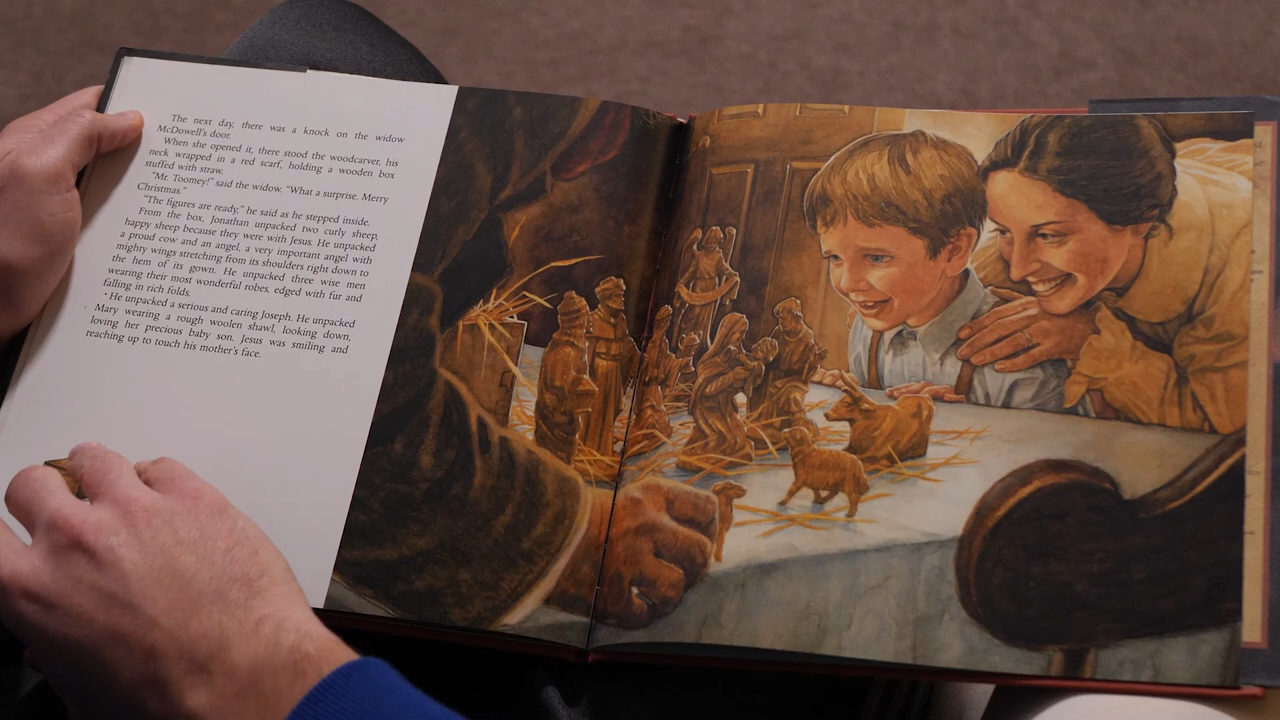 The next day, there was a knock on the widow
McDowell's door.
When she opened it, there stood the woodcarver, his
neck wrapped in a red scarf, holding a wooden box
stuffed with straw.
"Mr. Toomey!" said the widow. "What a surprise. Merry
Christmas."
"The figures are ready," he said as he stepped inside.
From the box, Jonathan unpacked two curly sheep,
happy sheep because they were with Jesus. He unpacked
a proud cow and an angel, a very important angel with
mighty wings stretching from its shoulders right down to
the hem of its gown. He unpacked three wise men
wearing their most wonderful robes, edged with fur and
falling in rich folds.
He unpacked a serious and caring Joseph. He unpacked
Mary wearing a rough woolen shawl, looking down,
loving her precious baby son. Jesus was smiling and
reaching up to touch his mother's face.